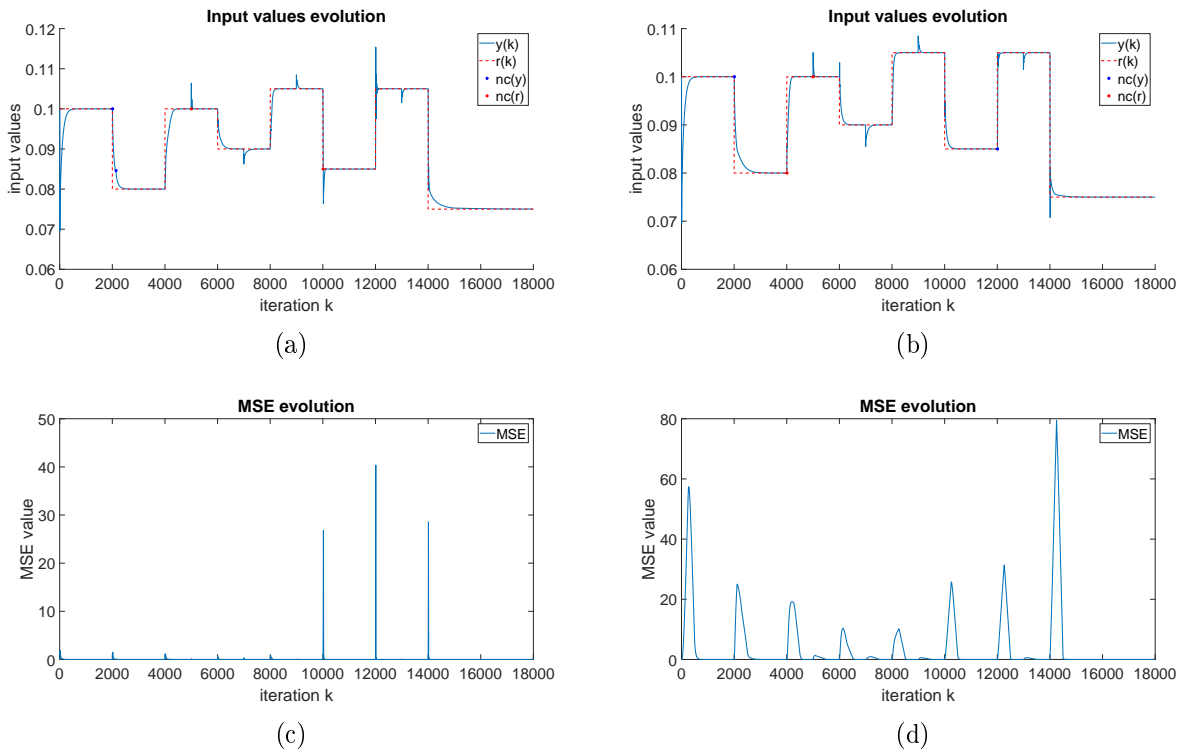 Input values evolution
0.12
0.11
0.1
0.09
0.08
0.07
0.06
input values
y(k)
r(k)
nc(y)
nc(r)
0 2000 4000 6000 8000 10000 12000 14000 16000 18000
iteration k
(a)
Input values evolution
0.11
0.1
0.09
0.08
0.07
0.06
input values
y(k)
r(k)
nc(y)
nc(r)
0 2000 4000 6000 8000 10000 12000 14000 16000 18000
iteration k
(b)
MSE evolution
50
40
30
20
10
0
MSE value
MSE
0 2000 4000 6000 8000 10000 12000 14000 16000 18000
iteration k
(c)
MSE evolution
80
60
40
20
0
MSE value
MSE
0 2000 4000 6000 8000 10000 12000 14000 16000 18000
iteration k
(d)